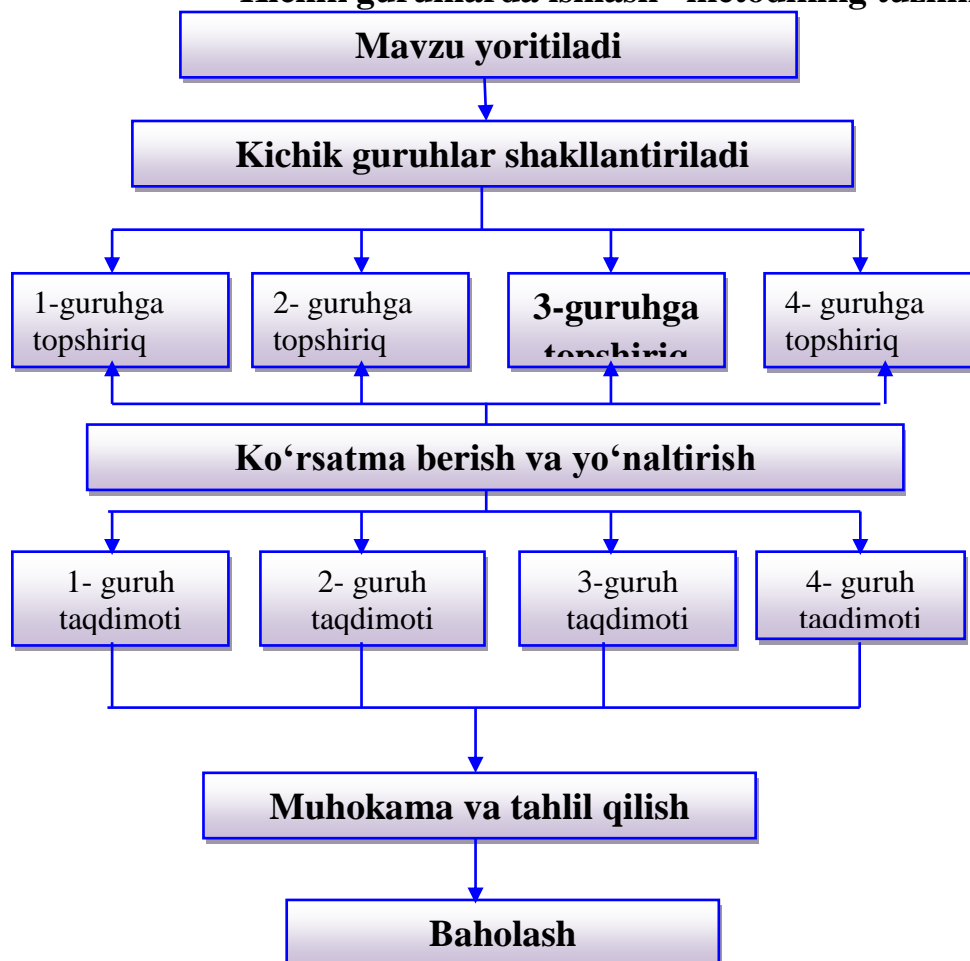 Mavzu yoritiladi
Kichik guruhlar shakllantiriladi
1-guruhga
topshiriq
2- guruhga
topshiriq
3-guruhga
topshiriq
4- guruhga
topshiriq
Ko‘rsatma berish va yo‘naltirish
1- guruh
taqdimoti
2- guruh
taqdimoti
3-guruh
taqdimoti
4- guruh
taqdimoti
Muhokama va tahlil qilish
Baholash